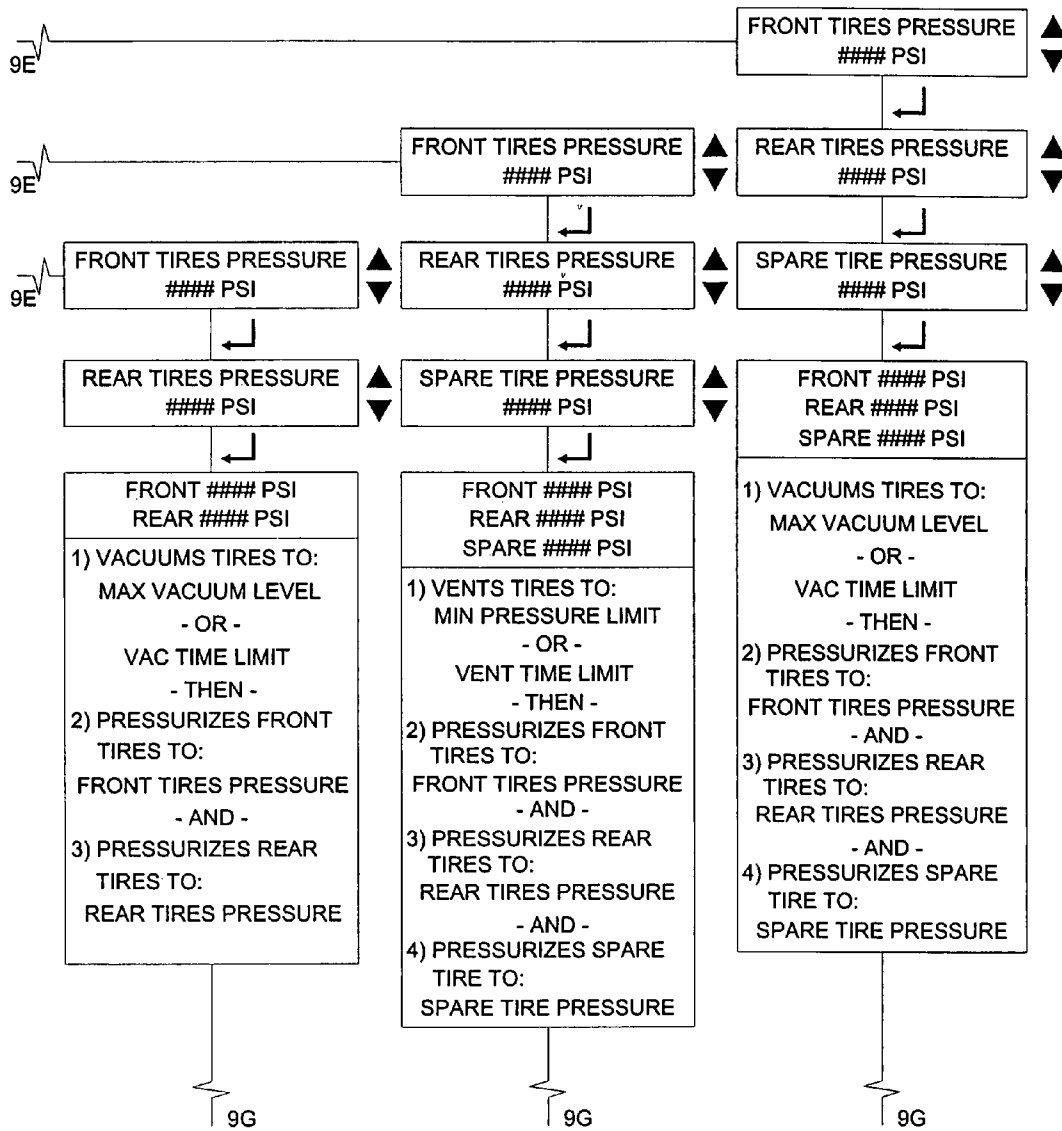 9E
FRONT TIRES PRESSURE
#### PSI
9E
FRONT TIRES PRESSURE
#### PSI
REAR TIRES PRESSURE
#### PSI
9E
FRONT TIRES PRESSURE
#### PSI
REAR TIRES PRESSURE
#### PSI
SPARE TIRE PRESSURE
#### PSI
REAR TIRES PRESSURE
#### PSI
SPARE TIRE PRESSURE
#### PSI
FRONT #### PSI
REAR #### PSI
SPARE #### PSI
FRONT #### PSI
REAR #### PSI
1) VACUUMS TIRES TO:
MAX VACUUM LEVEL
- OR -
VAC TIME LIMIT
- THEN -
2) PRESSURIZES FRONT
TIRES TO:
FRONT TIRES PRESSURE
- AND -
3) PRESSURIZES REAR
TIRES TO:
REAR TIRES PRESSURE
FRONT #### PSI
REAR #### PSI
SPARE #### PSI
1) VENTS TIRES TO:
MIN PRESSURE LIMIT
- OR -
VENT TIME LIMIT
- THEN -
2) PRESSURIZES FRONT
TIRES TO:
FRONT TIRES PRESSURE
- AND -
3) PRESSURIZES REAR
TIRES TO:
REAR TIRES PRESSURE
- AND -
4) PRESSURIZES SPARE
TIRE TO:
SPARE TIRE PRESSURE
1) VACUUMS TIRES TO:
MAX VACUUM LEVEL
- OR -
VAC TIME LIMIT
- THEN -
2) PRESSURIZES FRONT
TIRES TO:
FRONT TIRES PRESSURE
- AND -
3) PRESSURIZES REAR
TIRES TO:
REAR TIRES PRESSURE
- AND -
4) PRESSURIZES SPARE
TIRE TO:
SPARE TIRE PRESSURE
9G
9G
9G